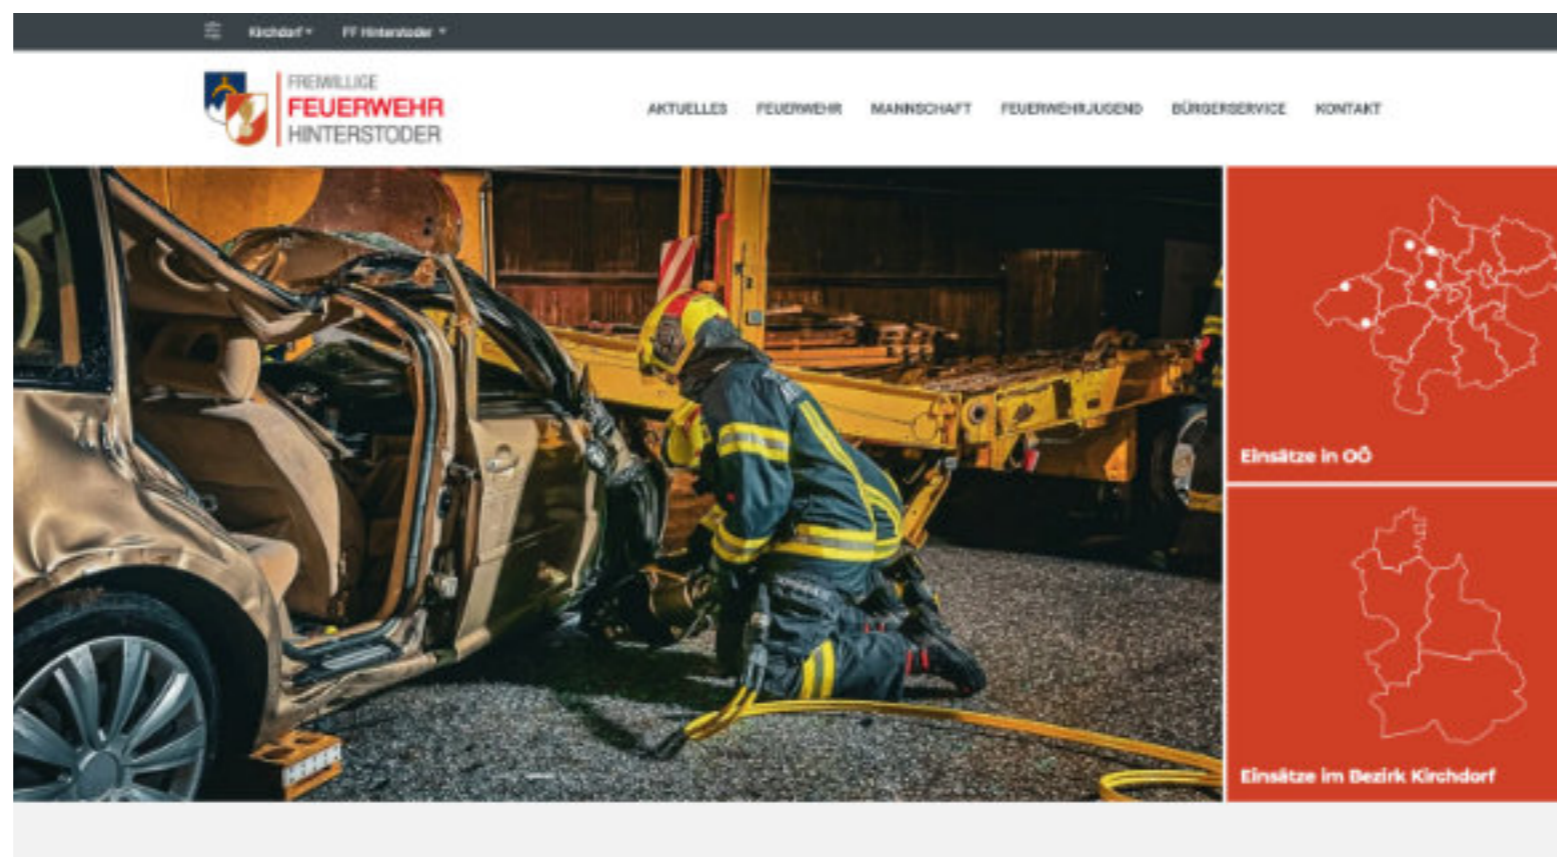 Kirchdorf
FF Hinterstoder
FREIWILLIGE
FEUERWEHR
HINTERSTODER
AKTUELLES FEUERWEHR MANNSCHAFT FEUERWEHRJUGEND BÜRGERSERVICE KONTAKT
Einsätze in OÖ
Einsätze im Bezirk Kirchdorf